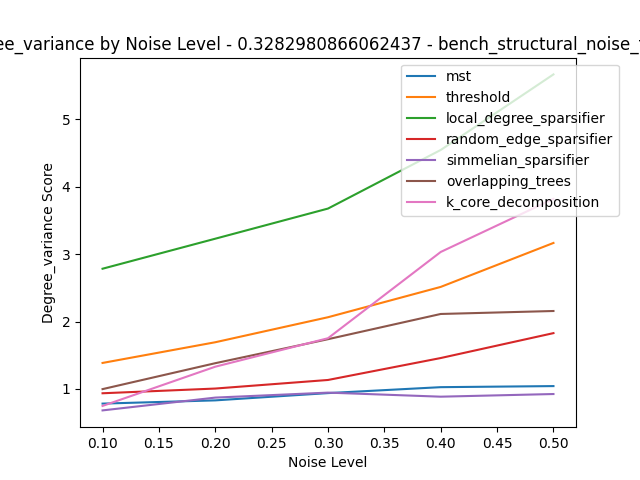 ee_variance by Noise Level - 0.3282980866062437 - bench_structural_noise_
mst
threshold
local_degree_sparsifier
random_edge_sparsifier
simmelian_sparsifier
overlapping_trees
k_core_decomposition
Degree_variance Score
5
4
3
2
1
0.10 0.15 0.20 0.25 0.30 0.35 0.40 0.45 0.50
Noise Level